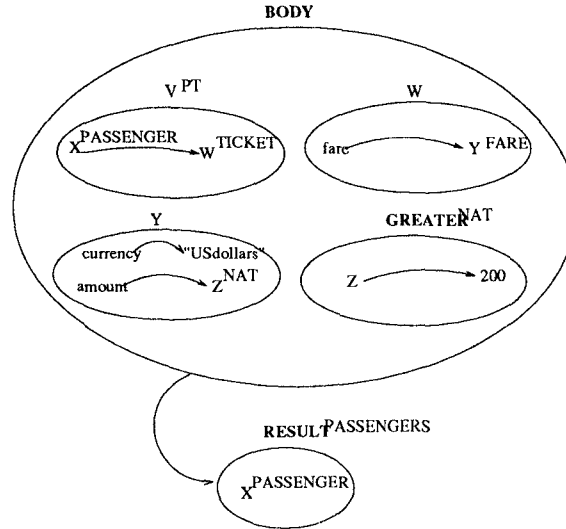 BODY
V PT
W
X PASSENGER W TICKET
fare Y FARE
Y
GREATER NAT
currency "USdollars"
amount Z NAT
Z 200
RESULT PASSENGERS
X PASSENGER